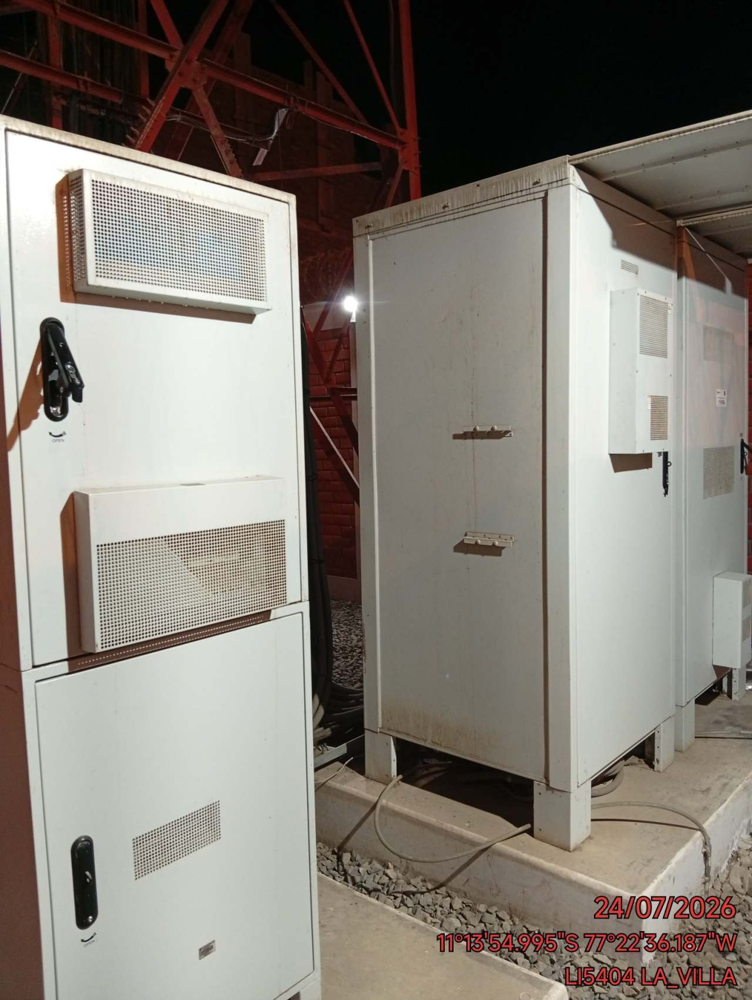 OPEN
OPEN
24/07/2026
11°13'54.995"S 77°22'36.187"W
LI5404 LA_VILLA